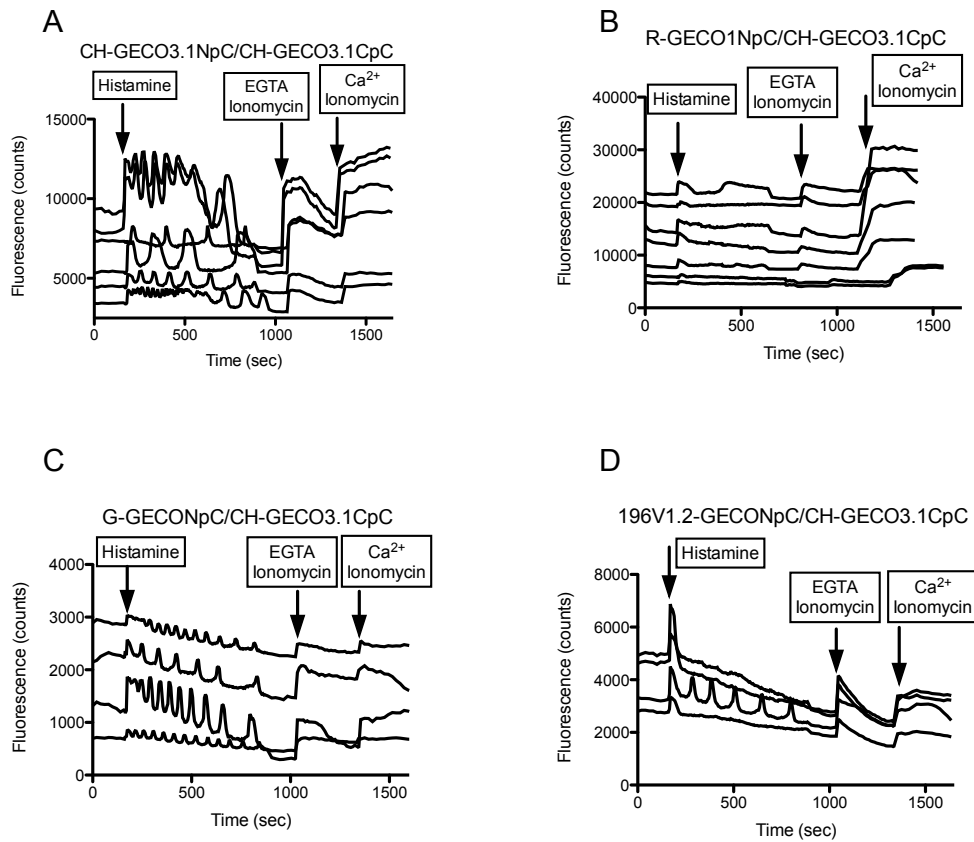 A
CH-GECO3.1NpC/CH-GECO3.1CpC
Histamine
EGTA
Ionomycin
Ca2+
Ionomycin
15000
10000
5000
Fluorescence (counts)
0
500
1000
1500
Time (sec)
B
R-GECO1NpC/CH-GECO3.1CpC
Histamine
EGTA
Ionomycin
Ca2+
Ionomycin
40000
30000
20000
10000
0
Fluorescence (counts)
0
500
1000
1500
Time (sec)
C
G-GECONpC/CH-GECO3.1CpC
Histamine
EGTA
Ionomycin
Ca2+
Ionomycin
4000
3000
2000
1000
0
Fluorescence (counts)
0
500
1000
1500
Time (sec)
D
196V1.2-GECONpC/CH-GECO3.1CpC
Histamine
EGTA
Ionomycin
Ca2+
Ionomycin
8000
6000
4000
2000
0
Fluorescence (counts)
0
500
1000
1500
Time (sec)